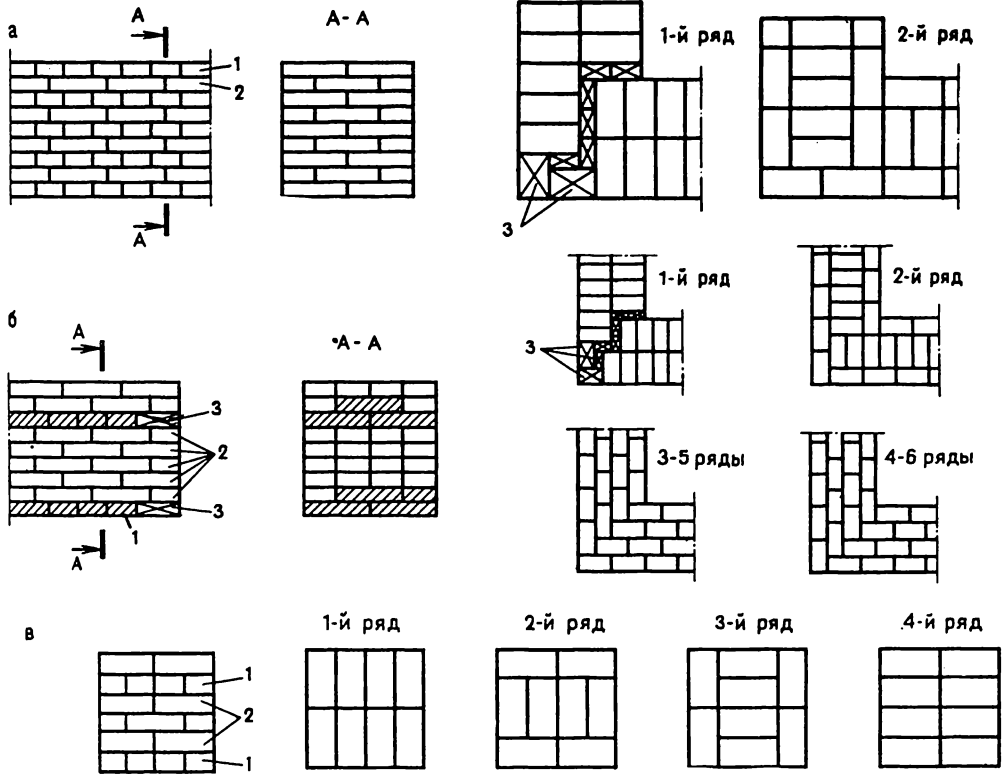 а
А
А - А
1-й ряд
2-й ряд
1
2
А
3
б
А
А - А
1-й ряд
2-й ряд
3
3
2
3
1
А
3-5 ряды
4-6 ряды
в
1-й ряд
2-й ряд
3-й ряд
4-й ряд
1
2
1